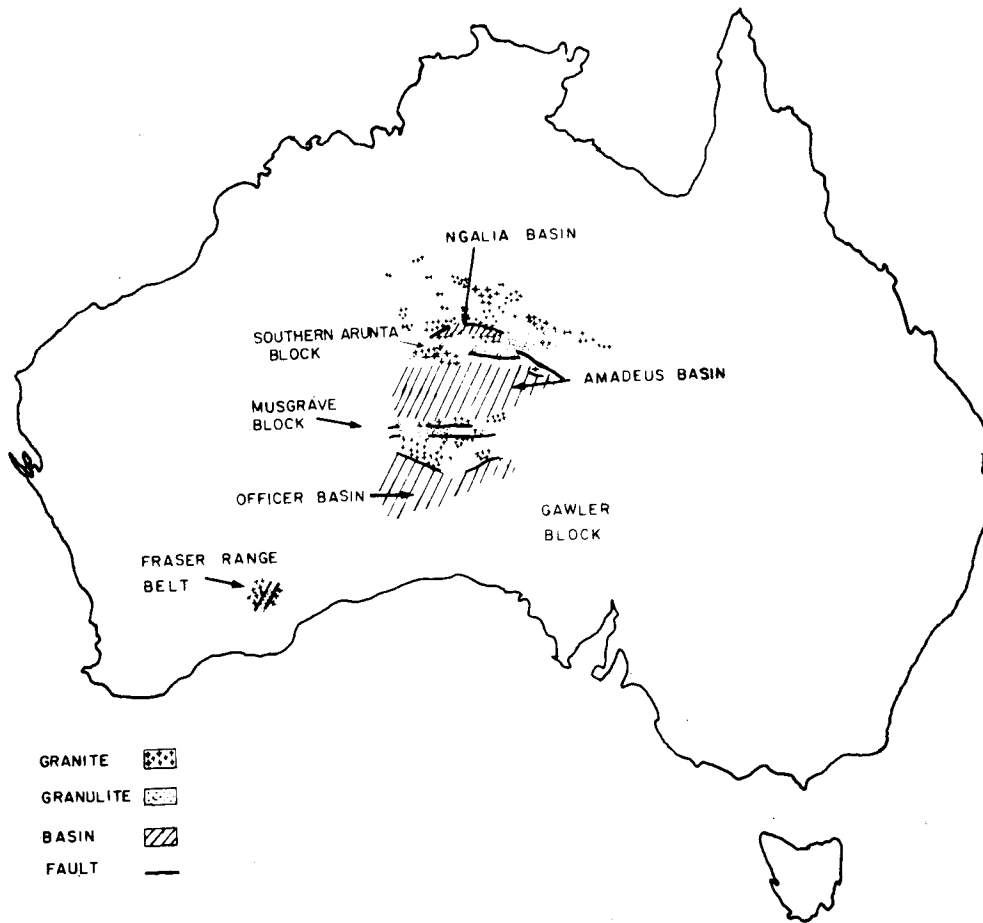 NGALIA BASIN
SOUTHERN ARUNTA
BLOCK
AMADEUS BASIN
MUSGRAVE
BLOCK
OFFICER BASIN
GAWLER
BLOCK
FRASER RANGE
BELT
GRANITE
GRANULITE
BASIN
FAULT